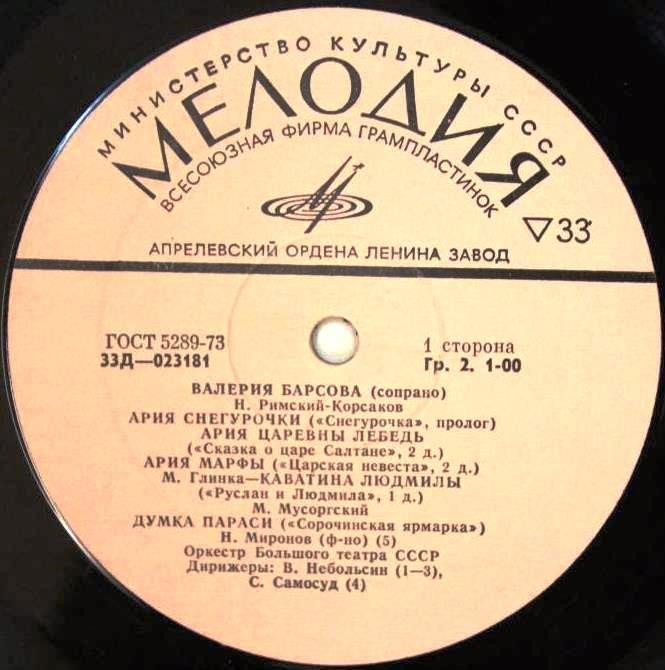 МИНИСТЕРСТВО КУЛЬТУРЫ СССР
МЕЛОДИЯ
ВСЕСОЮЗНАЯ ФИРМА ГРАМПЛАСТИНОК
▽33
АПРЕЛЕВСКИЙ ОРДЕНА ЛЕНИНА ЗАВОД
ГОСТ 5289-73
33Д—023181
1 сторона
Гр. 2. 1-00
ВАЛЕРИЯ БАРСОВА (сопрано)
Н. Римский-Корсаков
АРИЯ СНЕГУРОЧКИ («Снегурочка», пролог)
АРИЯ ЦАРЕВНЫ ЛЕБЕДЬ
(«Сказка о царе Салтане», 2 д.)
АРИЯ МАРФЫ («Царская невеста», 2 д.)
М. Глинка—КАВАТИНА ЛЮДМИЛЫ
(«Руслан и Людмила», 1 д.)
М. Мусоргский
ДУМКА ПАРАСИ («Сорочинская ярмарка»)
Н. Миронов (ф-но) (5)
Оркестр Большого театра СССР
Дирижеры: В. Небольсин (1—3),
С. Самосуд (4)